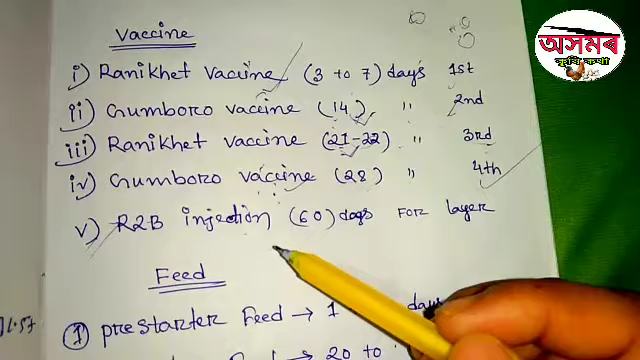 Vaccine
i) Ranikhet vaccine (3 to 7) days 1st
ii) Gumboro vaccine (14) " 2nd
iii) Ranikhet vaccine (21-22) " 3rd
iv) Gumboro vaccine (28) " 4th
v) R2B injection (60) days FOR layer
Feed
① prestarter feed → 1 days
→ 20 to
অসমৰ
কৃষি কথা